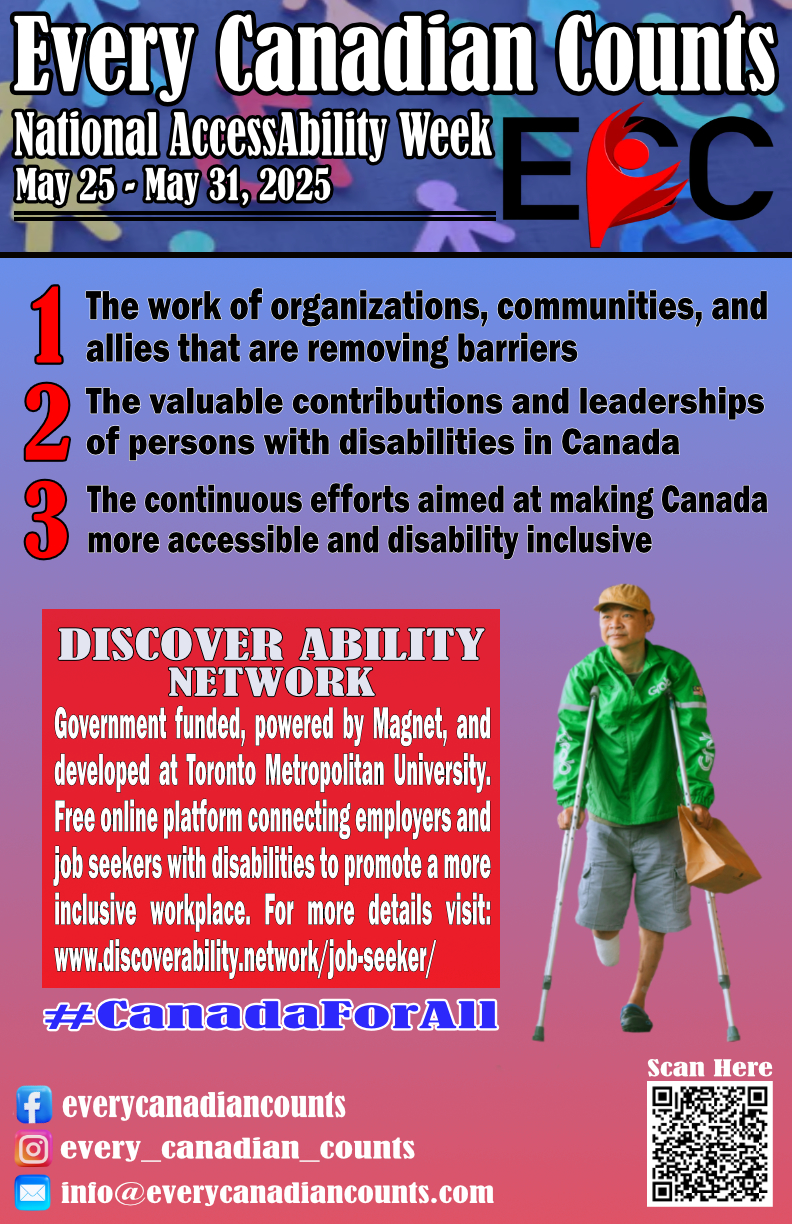 Every Canadian Counts
National AccessAbility Week
May 25 - May 31, 2025
ECC
1 The work of organizations, communities, and
allies that are removing barriers
2 The valuable contributions and leaderships
of persons with disabilities in Canada
3 The continuous efforts aimed at making Canada
more accessible and disability inclusive
DISCOVER ABILITY
NETWORK
Government funded, powered by Magnet, and
developed at Toronto Metropolitan University.
Free online platform connecting employers and
job seekers with disabilities to promote a more
inclusive workplace. For more details visit:
www.discoverability.network/job-seeker/
Grab
Grab
#CanadaForAll
Scan Here
everycanadiancounts
every_canadian_counts
info@everycanadiancounts.com